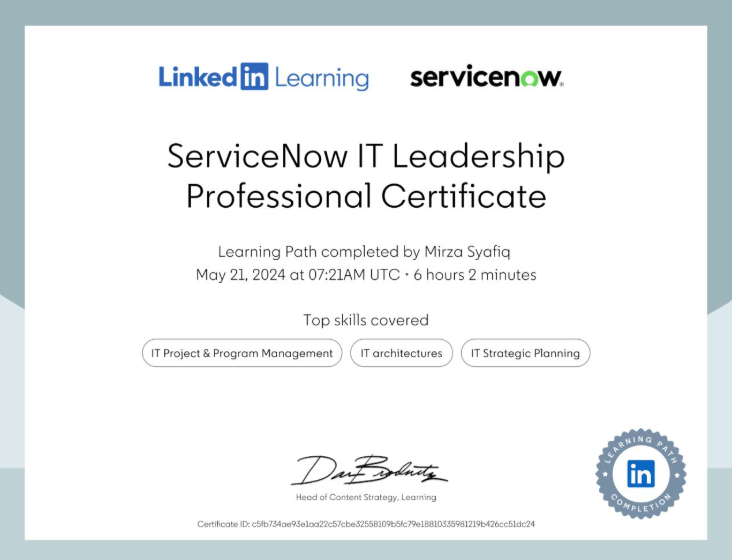 Linked in Learning
servicenow®
ServiceNow IT Leadership
Professional Certificate
Learning Path completed by Mirza Syafiq
May 21, 2024 at 07:21AM UTC • 6 hours 2 minutes
Top skills covered
IT Project & Program Management
IT architectures
IT Strategic Planning
Dan Brodnitz
Head of Content Strategy, Learning
LEARNING PATH
in
COMPLETION
Certificate ID: c5fb734ae93e1aa22c57cbe32558109b5fc79e18810335981219b426cc51dc24